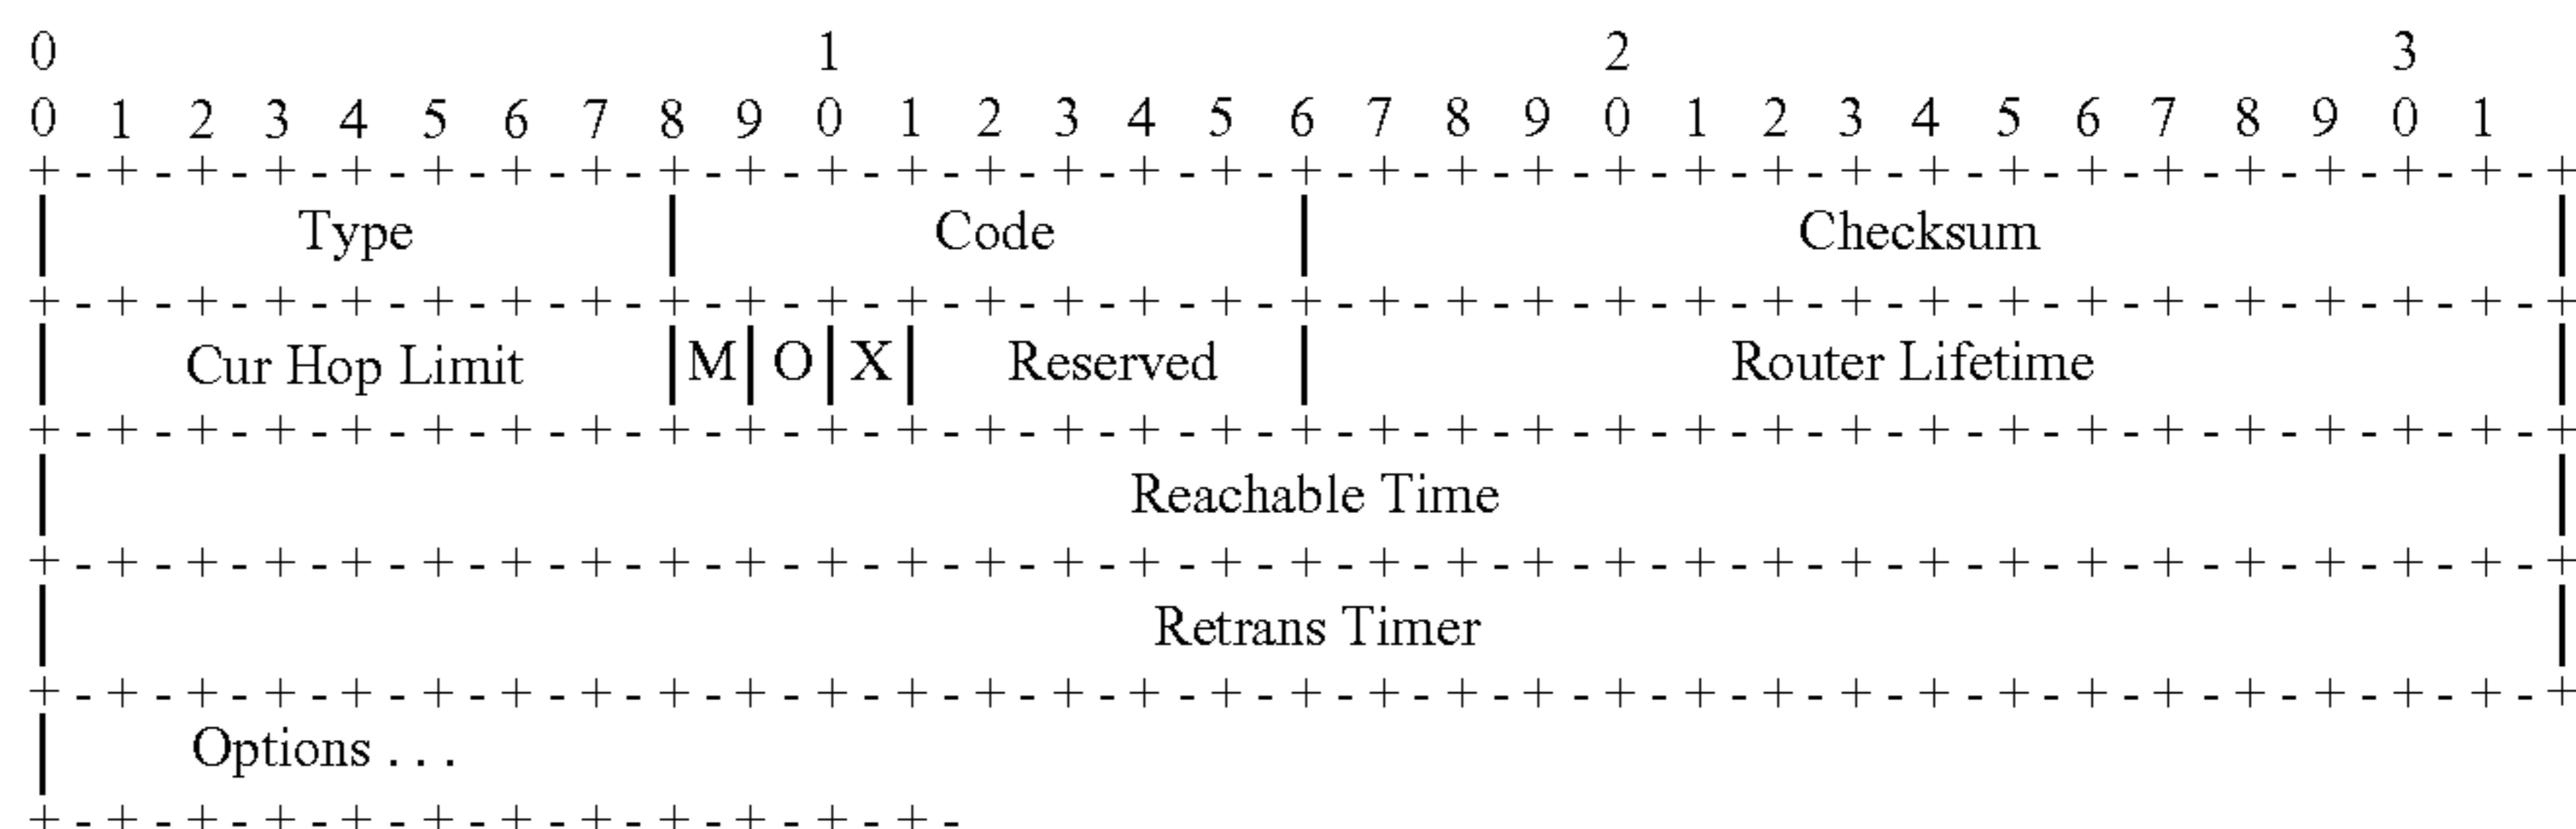 0 1 2 3
0 1 2 3 4 5 6 7 8 9 0 1 2 3 4 5 6 7 8 9 0 1 2 3 4 5 6 7 8 9 0 1
+-+-+-+-+-+-+-+-+-+-+-+-+-+-+-+-+-+-+-+-+-+-+-+-+-+-+-+-+-+-+-+-+
| Type | Code | Checksum |
+-+-+-+-+-+-+-+-+-+-+-+-+-+-+-+-+-+-+-+-+-+-+-+-+-+-+-+-+-+-+-+-+
| Cur Hop Limit |M|O|X| Reserved | Router Lifetime |
+-+-+-+-+-+-+-+-+-+-+-+-+-+-+-+-+-+-+-+-+-+-+-+-+-+-+-+-+-+-+-+-+
| Reachable Time |
+-+-+-+-+-+-+-+-+-+-+-+-+-+-+-+-+-+-+-+-+-+-+-+-+-+-+-+-+-+-+-+-+
| Retrans Timer |
+-+-+-+-+-+-+-+-+-+-+-+-+-+-+-+-+-+-+-+-+-+-+-+-+-+-+-+-+-+-+-+-+
| Options . . .
+-+-+-+-+-+-+-+-+-+-+-+-